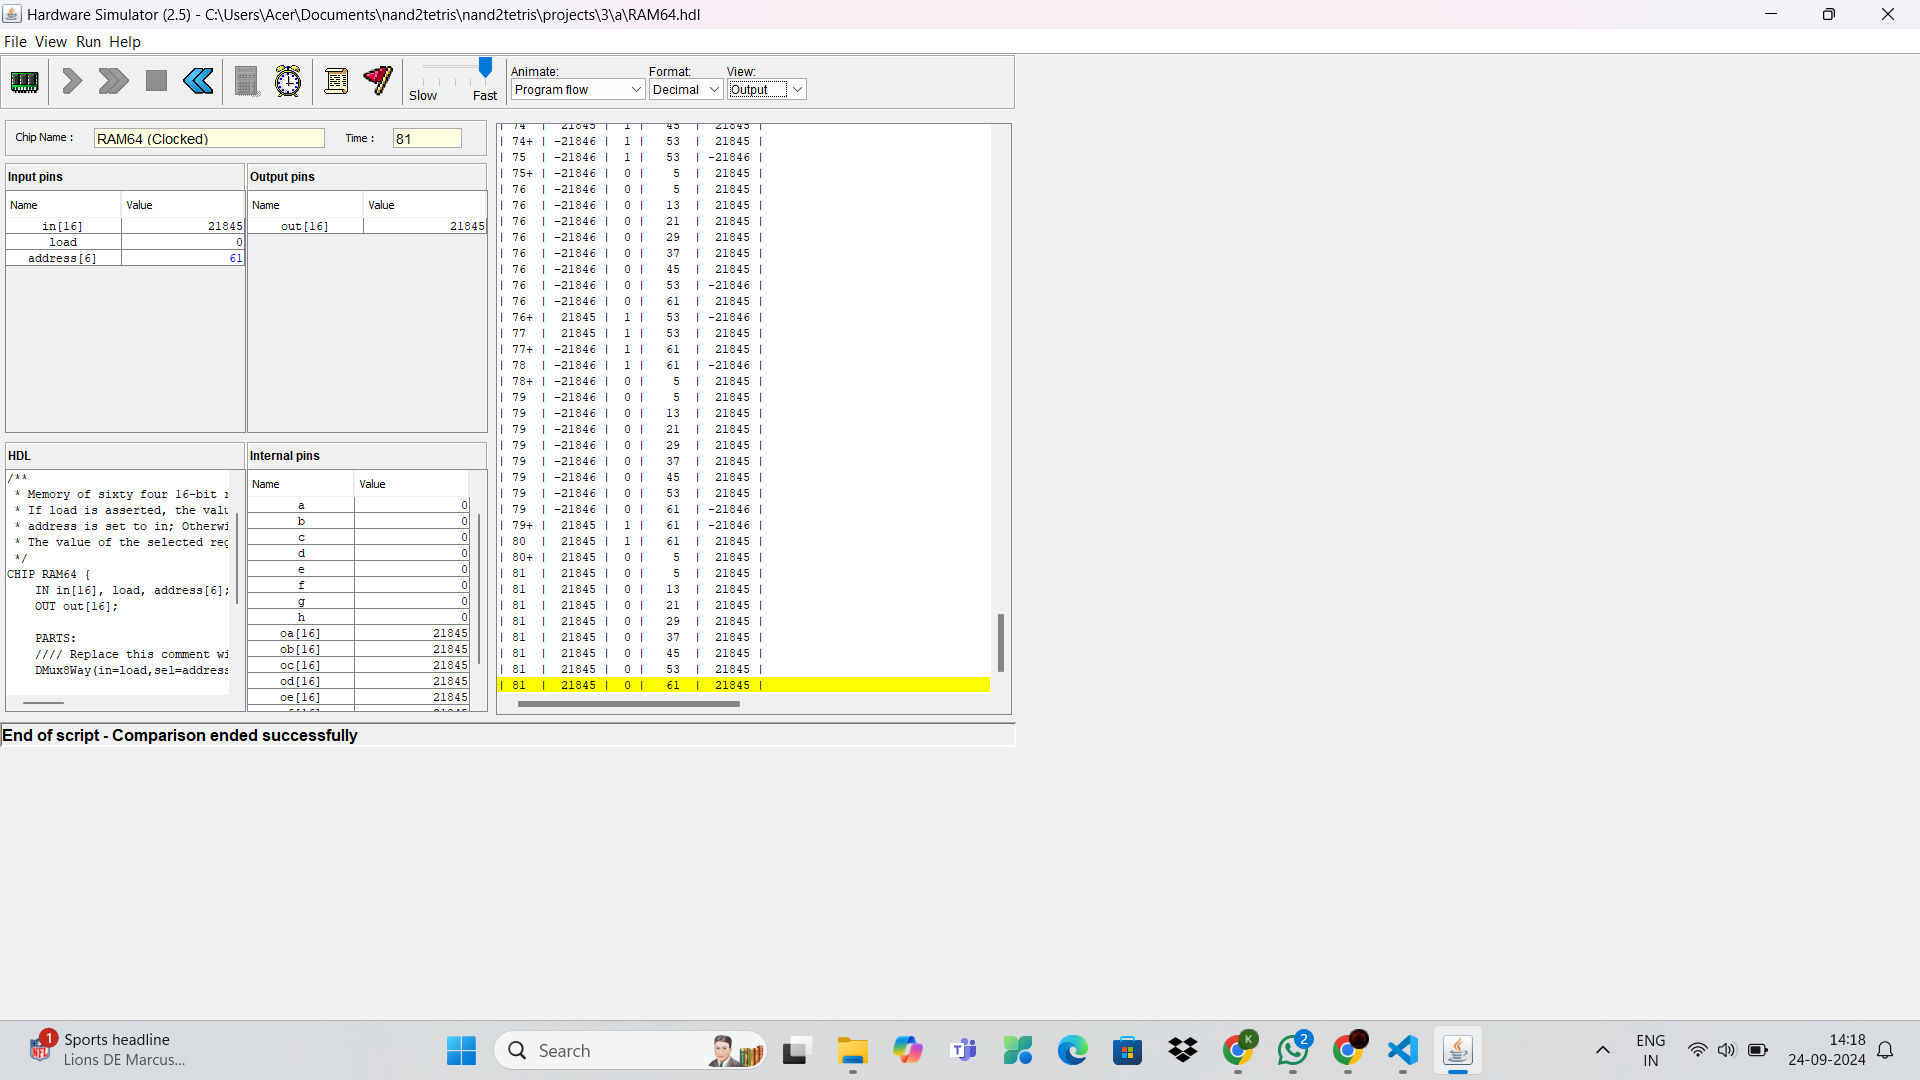 Hardware Simulator (2.5) - C:\Users\Acer\Documents\nand2tetris\nand2tetris\projects\3\a\RAM64.hdl
File View Run Help
Slow Fast
Animate: Format: View:
Program flow Decimal Output
Chip Name : RAM64 (Clocked) Time : 81
Input pins
Name Value
in[16] 21845
load 0
address[6] 61
Output pins
Name Value
out[16] 21845
HDL
/**
* Memory of sixty four 16-bit
* If load is asserted, the valu
* address is set to in; Otherwi
* The value of the selected reg
*/
CHIP RAM64 {
IN in[16], load, address[6];
OUT out[16];
PARTS:
//// Replace this comment wi
DMux8Way(in=load,sel=address
Internal pins
Name Value
a 0
b 0
c 0
d 0
e 0
f 0
g 0
h 0
oa[16] 21845
ob[16] 21845
oc[16] 21845
od[16] 21845
oe[16] 21845
| 74 | 21845 | 1 | 45 | 21845 |
| 74+ | -21846 | 1 | 53 | 21845 |
| 75 | -21846 | 1 | 53 | -21846 |
| 75+ | -21846 | 0 | 5 | 21845 |
| 76 | -21846 | 0 | 5 | 21845 |
| 76 | -21846 | 0 | 13 | 21845 |
| 76 | -21846 | 0 | 21 | 21845 |
| 76 | -21846 | 0 | 29 | 21845 |
| 76 | -21846 | 0 | 37 | 21845 |
| 76 | -21846 | 0 | 45 | 21845 |
| 76 | -21846 | 0 | 53 | -21846 |
| 76 | -21846 | 0 | 61 | 21845 |
| 76+ | 21845 | 1 | 53 | -21846 |
| 77 | 21845 | 1 | 53 | 21845 |
| 77+ | -21846 | 1 | 61 | 21845 |
| 78 | -21846 | 1 | 61 | -21846 |
| 78+ | -21846 | 0 | 5 | 21845 |
| 79 | -21846 | 0 | 5 | 21845 |
| 79 | -21846 | 0 | 13 | 21845 |
| 79 | -21846 | 0 | 21 | 21845 |
| 79 | -21846 | 0 | 29 | 21845 |
| 79 | -21846 | 0 | 37 | 21845 |
| 79 | -21846 | 0 | 45 | 21845 |
| 79 | -21846 | 0 | 53 | 21845 |
| 79 | -21846 | 0 | 61 | -21846 |
| 79+ | 21845 | 1 | 61 | -21846 |
| 80 | 21845 | 1 | 61 | 21845 |
| 80+ | 21845 | 0 | 5 | 21845 |
| 81 | 21845 | 0 | 5 | 21845 |
| 81 | 21845 | 0 | 13 | 21845 |
| 81 | 21845 | 0 | 21 | 21845 |
| 81 | 21845 | 0 | 29 | 21845 |
| 81 | 21845 | 0 | 37 | 21845 |
| 81 | 21845 | 0 | 45 | 21845 |
| 81 | 21845 | 0 | 53 | 21845 |
| 81 | 21845 | 0 | 61 | 21845 |
End of script - Comparison ended successfully
1
Sports headline
Lions DE Marcus...
Search
K
2
ENG
IN
14:18
24-09-2024